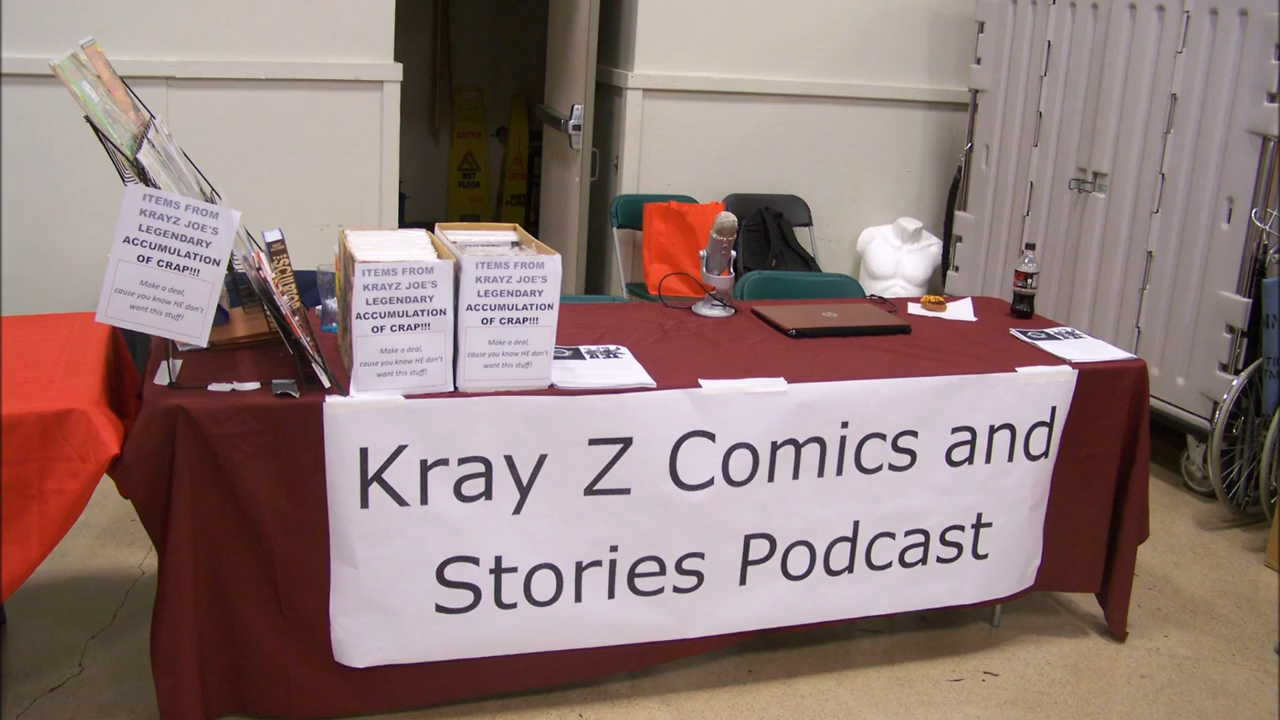 ITEMS FROM
KRAYZ JOE'S
LEGENDARY
ACCUMULATION
OF CRAP!!!
Make a deal,
cause you know HE don't
want this stuff!
ITEMS FROM
KRAYZ JOE'S
LEGENDARY
ACCUMULATION
OF CRAP!!!
Make a deal,
cause you know HE don't
want this stuff!
ITEMS FROM
KRAYZ JOE'S
LEGENDARY
ACCUMULATION
OF CRAP!!!
Make a deal,
cause you know HE don't
want this stuff!
CAUTION
WET
FLOOR
WET
Kray Z Comics and
Stories Podcast